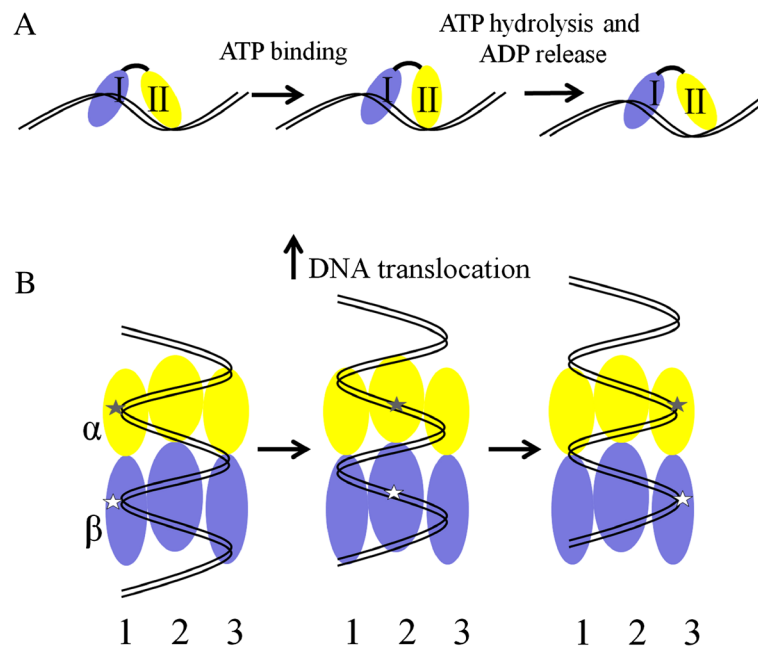 A
ATP binding
ATP hydrolysis and
ADP release
I II
I II
I II
DNA translocation
B
α
β
1 2 3
1 2 3
1 2 3